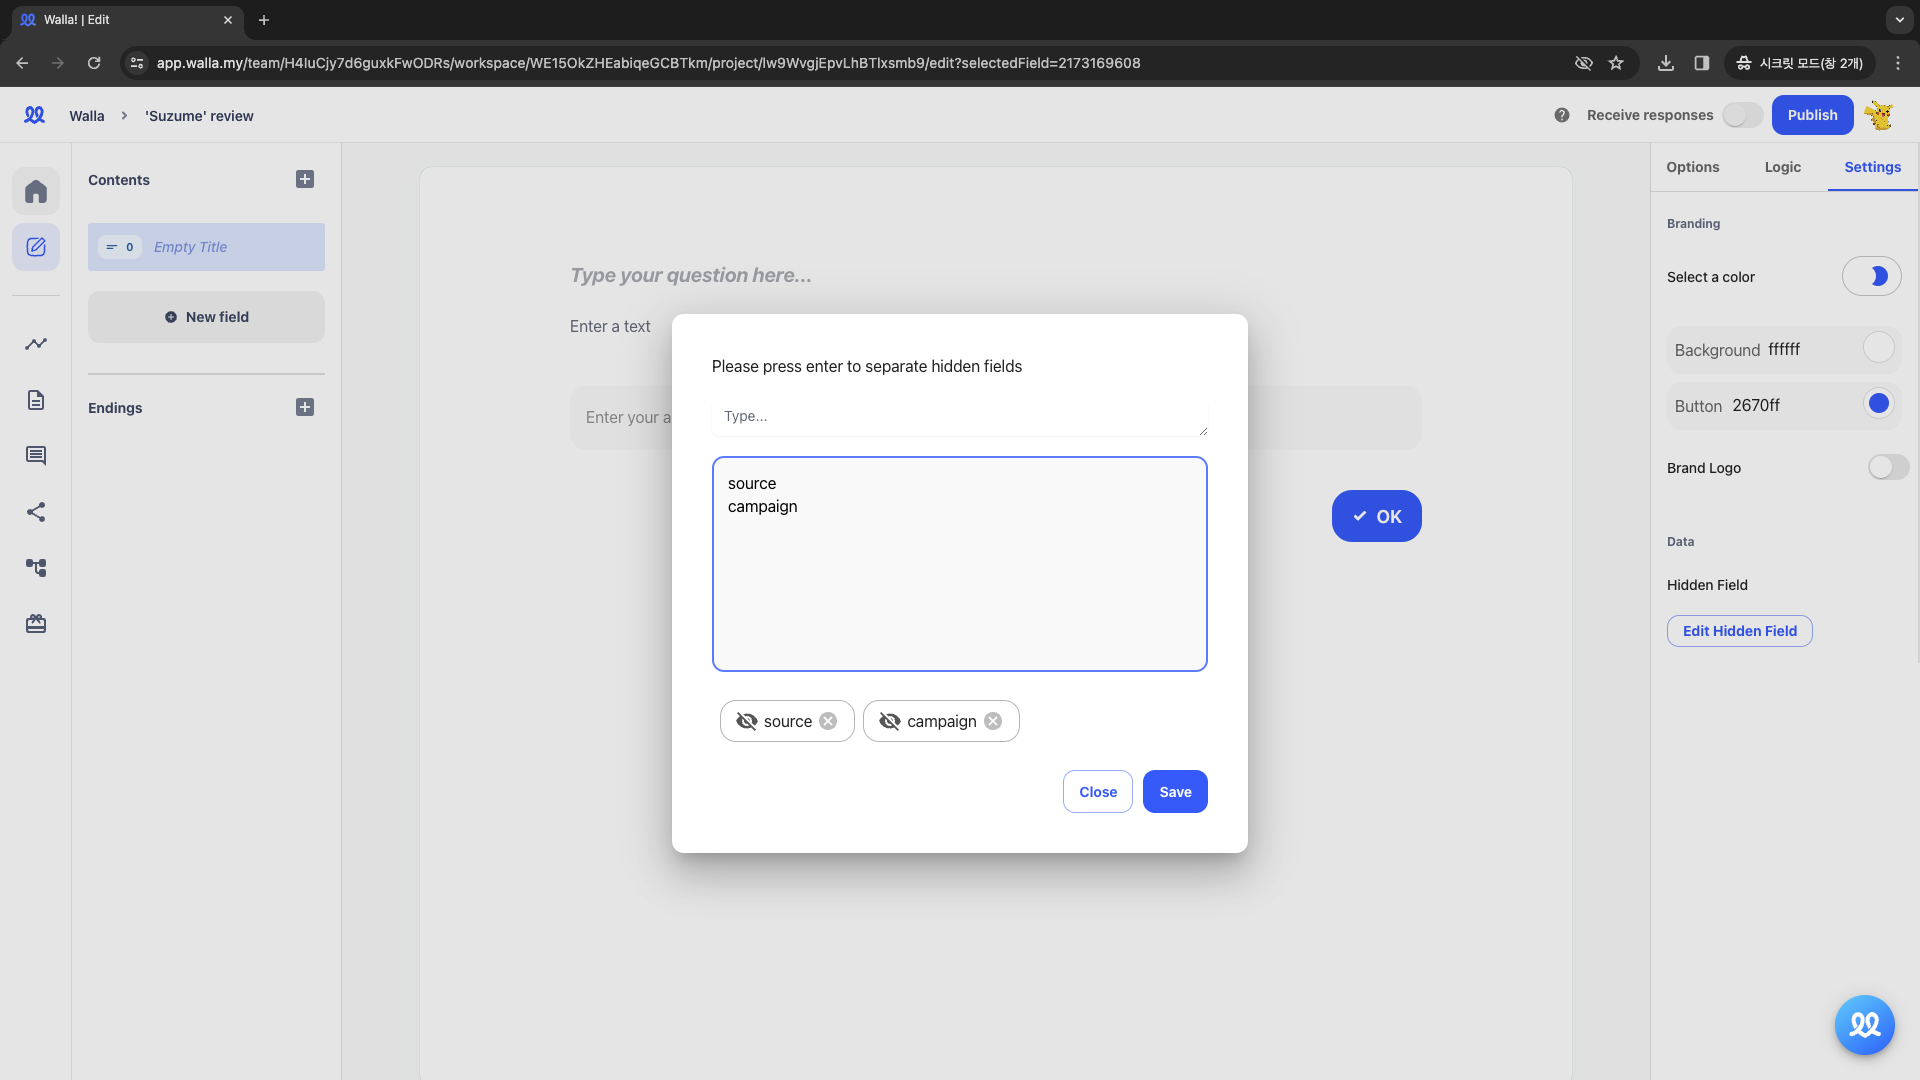 Walla! | Edit
app.walla.my/team/H4luCjy7d6guxkFwODRs/workspace/WE15OkZHEabiqeGCBTkm/project/lw9WvgjEpvLhBTlxsmb9/edit?selectedField=2173169608
시크릿 모드(창 2개)
Walla
'Suzume' review
Receive responses
Publish
Contents
0
Empty Title
New field
Endings
Type your question here...
Enter a text
Enter your a
OK
Please press enter to separate hidden fields
Type...
source
campaign
source
campaign
Close
Save
Options
Logic
Settings
Branding
Select a color
Background ffffff
Button 2670ff
Brand Logo
Data
Hidden Field
Edit Hidden Field